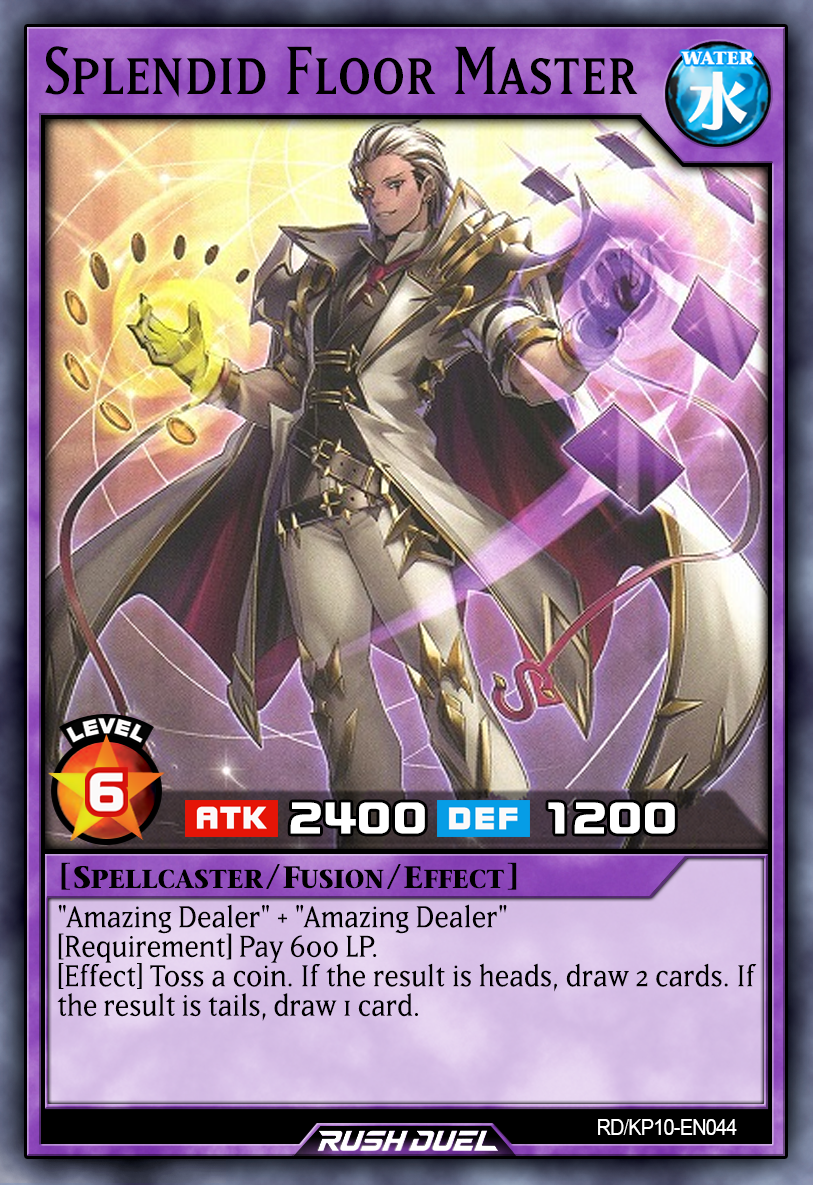 Splendid Floor Master
WATER
水
LEVEL
6
ATK 2400 DEF 1200
[Spellcaster/Fusion/Effect]
"Amazing Dealer" + "Amazing Dealer"
[Requirement] Pay 600 LP.
[Effect] Toss a coin. If the result is heads, draw 2 cards. If
the result is tails, draw 1 card.
RD/KP10-EN044
RUSH DUEL